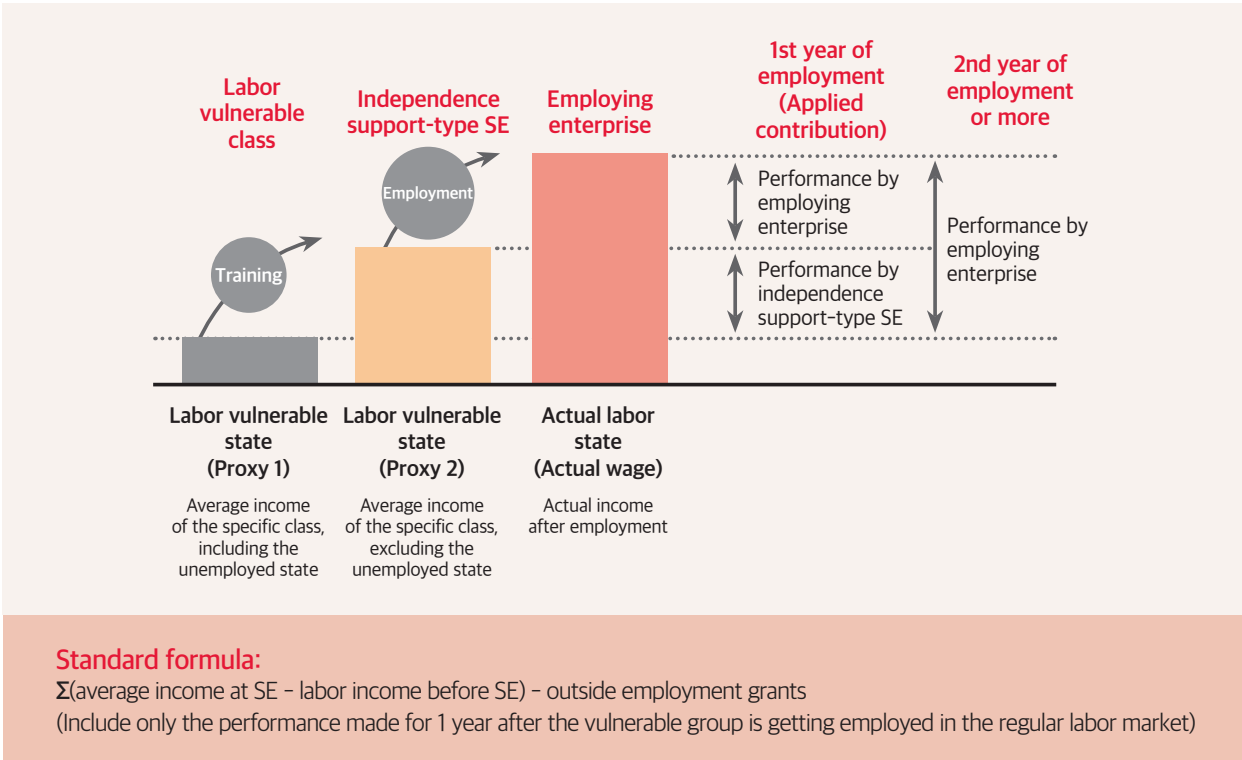 Labor
vulnerable
class
Independence
support-type SE
Employing
enterprise
1st year of
employment
(Applied
contribution)
2nd year of
employment
or more
Training
Employment
Performance by
employing
enterprise
Performance by
independence
support-type SE
Performance by
employing
enterprise
Labor vulnerable
state
(Proxy 1)
Average income
of the specific class,
including the
unemployed state
Labor vulnerable
state
(Proxy 2)
Average income
of the specific class,
excluding the
unemployed state
Actual labor
state
(Actual wage)
Actual income
after employment
Standard formula:
Σ(average income at SE – labor income before SE) – outside employment grants
(Include only the performance made for 1 year after the vulnerable group is getting employed in the regular labor market)